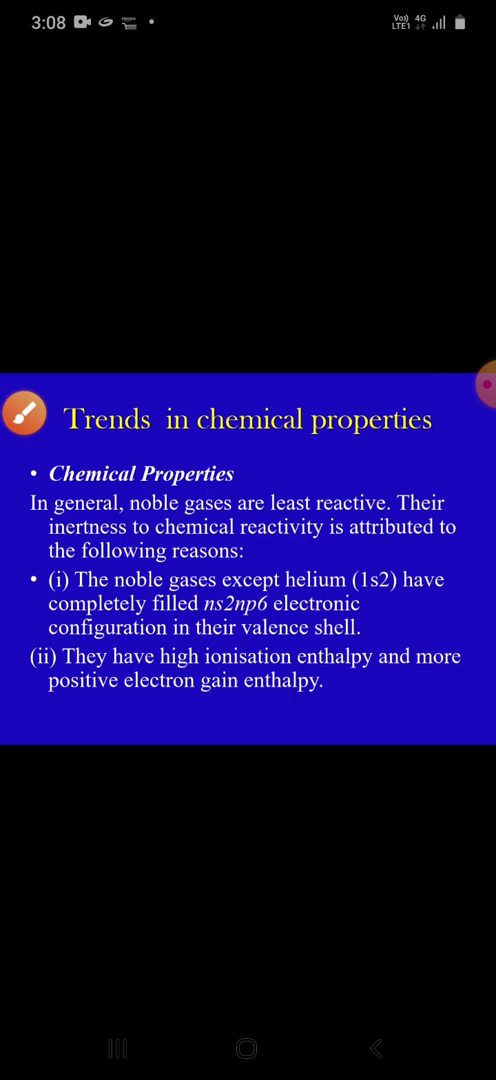 3:08
Vo)) 4G
LTE1
Trends in chemical properties
• Chemical Properties
In general, noble gases are least reactive. Their
inertness to chemical reactivity is attributed to
the following reasons:
• (i) The noble gases except helium (1s2) have
completely filled ns2np6 electronic
configuration in their valence shell.
(ii) They have high ionisation enthalpy and more
positive electron gain enthalpy.